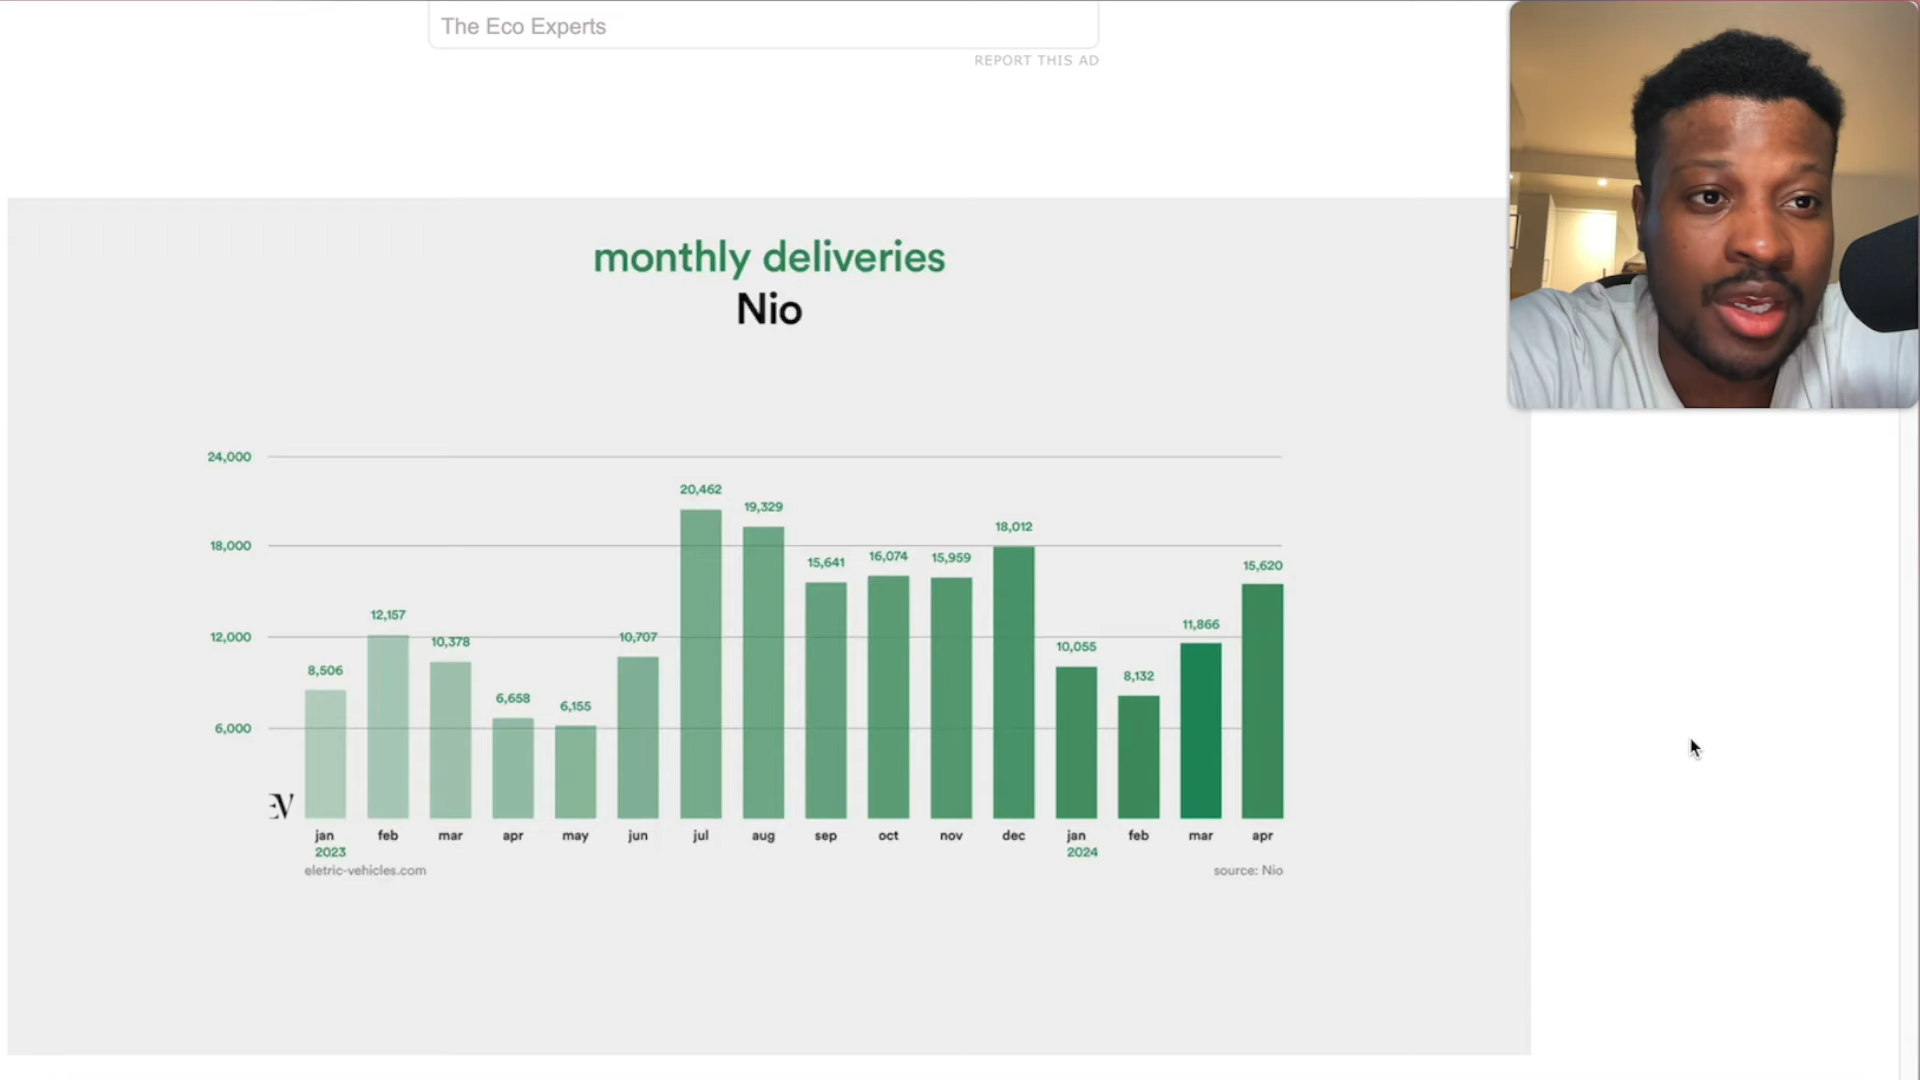 The Eco Experts
REPORT THIS AD
monthly deliveries
Nio
24,000
18,000
12,000
6,000
8,506
12,157
10,378
6,658
6,155
10,707
20,462
19,329
15,641
16,074
15,959
18,012
10,055
8,132
11,866
15,620
EV
jan feb mar apr may jun jul aug sep oct nov dec jan feb mar apr
2023 2024
eletric-vehicles.com
source: Nio